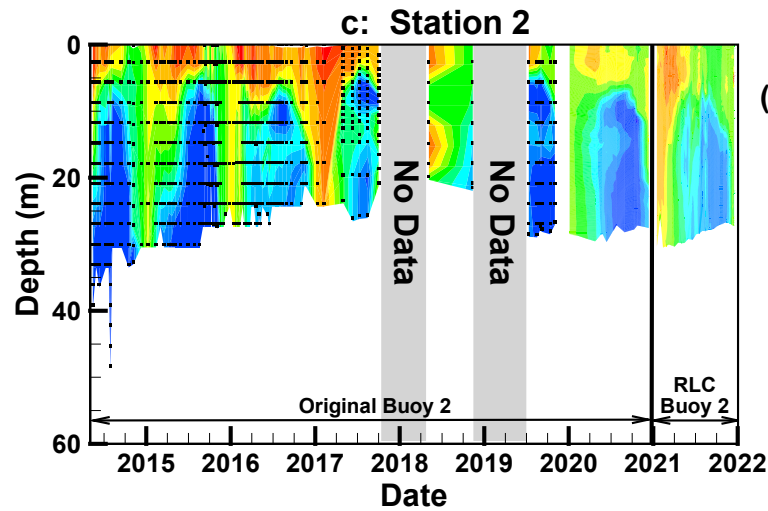 c: Station 2
0
20
40
60
Depth (m)
No Data
No Data
(
Original Buoy 2
RLC
Buoy 2
2015 2016 2017 2018 2019 2020 2021 2022
Date